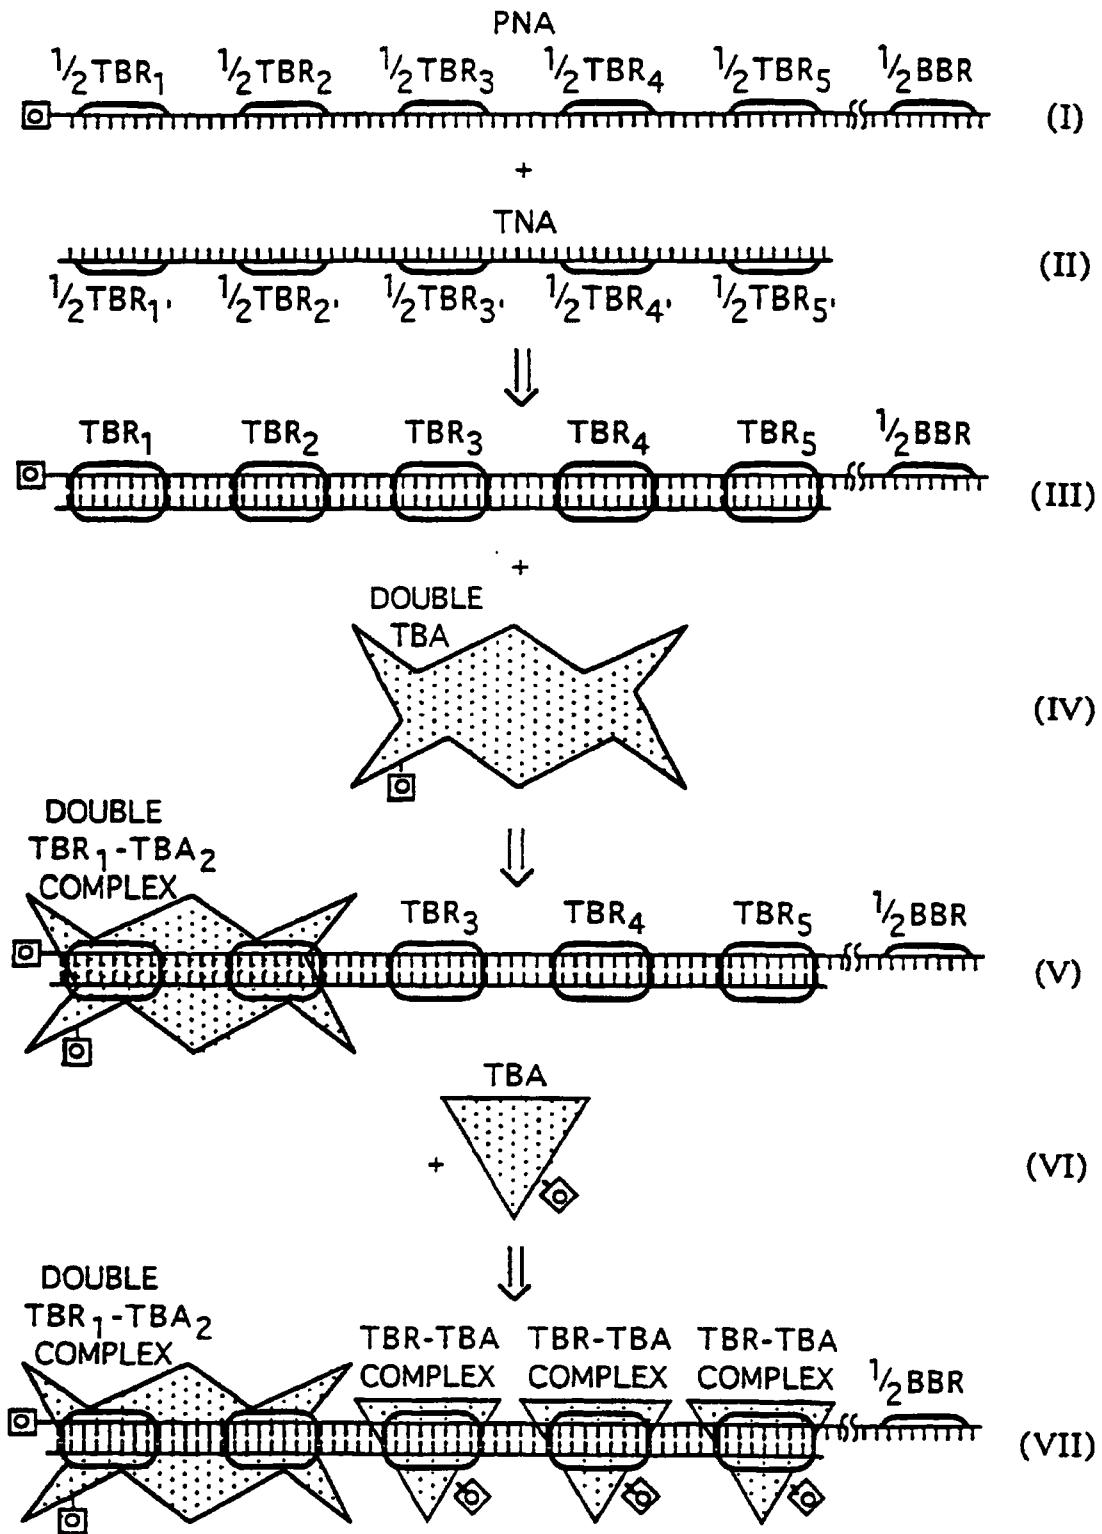 PNA
1/2TBR1 1/2TBR2 1/2TBR3 1/2TBR4 1/2TBR5 1/2BBR
(I)
+
TNA
(II)
1/2TBR1' 1/2TBR2' 1/2TBR3' 1/2TBR4' 1/2TBR5'
TBR1 TBR2 TBR3 TBR4 TBR5 1/2BBR
(III)
+
DOUBLE
TBA
(IV)
DOUBLE
TBR1-TBA2
COMPLEX
TBR3 TBR4 TBR5 1/2BBR
(V)
TBA
+
(VI)
DOUBLE
TBR1-TBA2
COMPLEX
TBR-TBA TBR-TBA TBR-TBA
COMPLEX COMPLEX COMPLEX
1/2BBR
(VII)